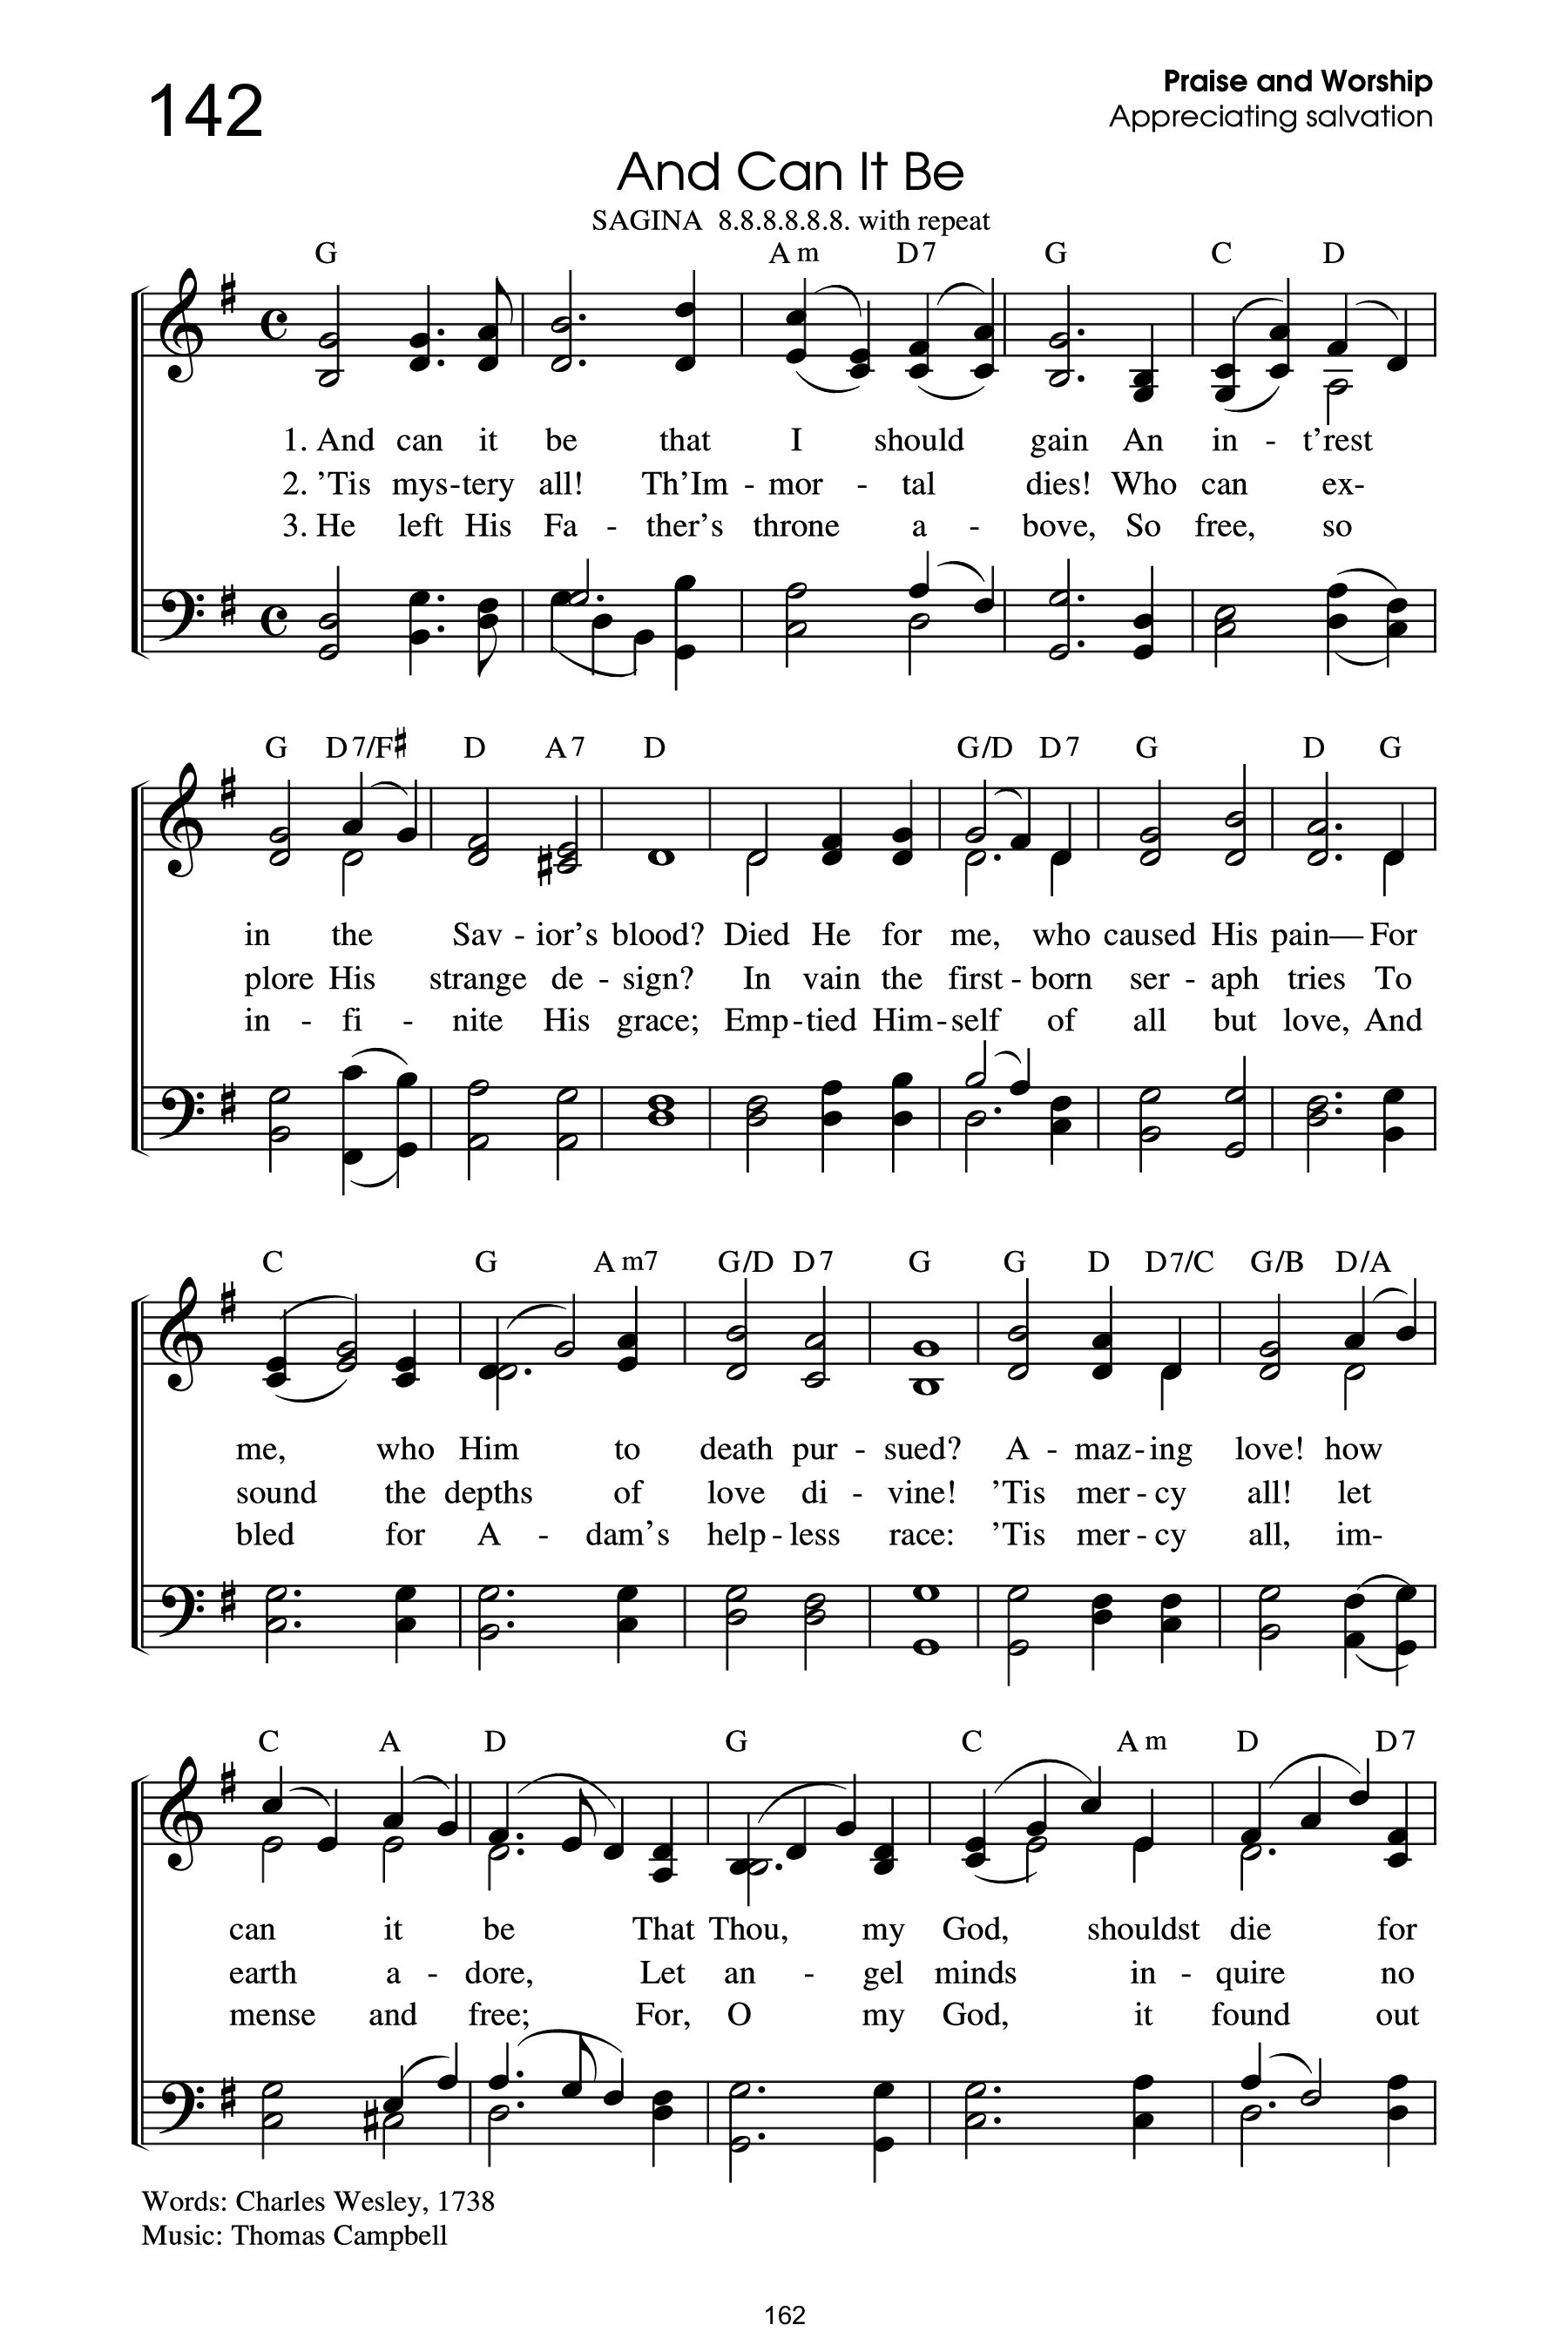 142
Praise and Worship
Appreciating salvation
And Can It Be
SAGINA 8.8.8.8.8.8. with repeat
G Am D7 G C D
1. And can it be that I should gain An in - t’rest
2. ’Tis mys-tery all! Th’Im - mor - tal dies! Who can ex-
3. He left His Fa - ther’s throne a - bove, So free, so
G D7/F♯ D A7 D G/D D7 G D G
in the Sav - ior’s blood? Died He for me, who caused His pain— For
plore His strange de - sign? In vain the first - born ser - aph tries To
in - fi - nite His grace; Emp-tied Him-self of all but love, And
C G Am7 G/D D7 G G D D7/C G/B D/A
me, who Him to death pur - sued? A - maz-ing love! how
sound the depths of love di - vine! ’Tis mer - cy all! let
bled for A - dam’s help - less race: ’Tis mer - cy all, im-
C A D G C Am D D7
can it be That Thou, my God, shouldst die for
earth a - dore, Let an - gel minds in - quire no
mense and free; For, O my God, it found out
Words: Charles Wesley, 1738
Music: Thomas Campbell
162